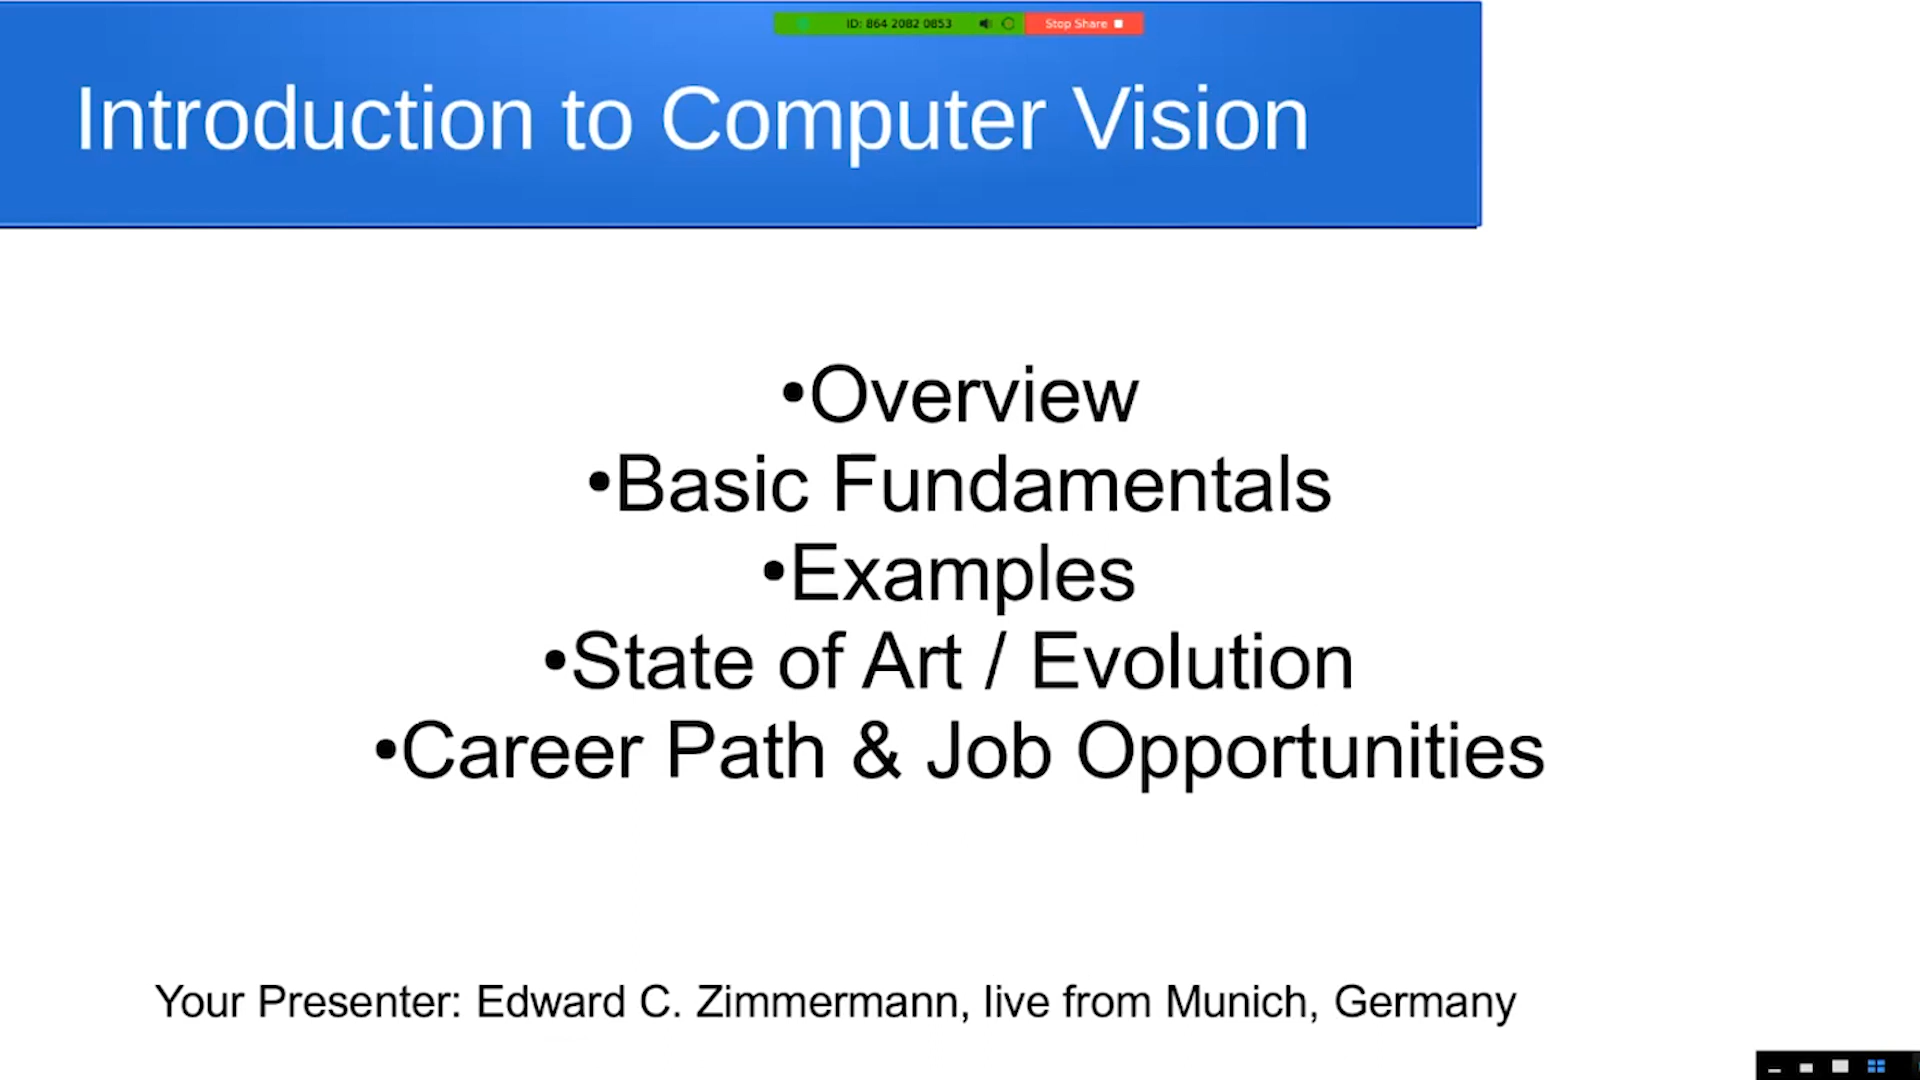 ID: 864 2082 0853 Stop Share
Introduction to Computer Vision
•Overview
•Basic Fundamentals
•Examples
•State of Art / Evolution
•Career Path & Job Opportunities
Your Presenter: Edward C. Zimmermann, live from Munich, Germany